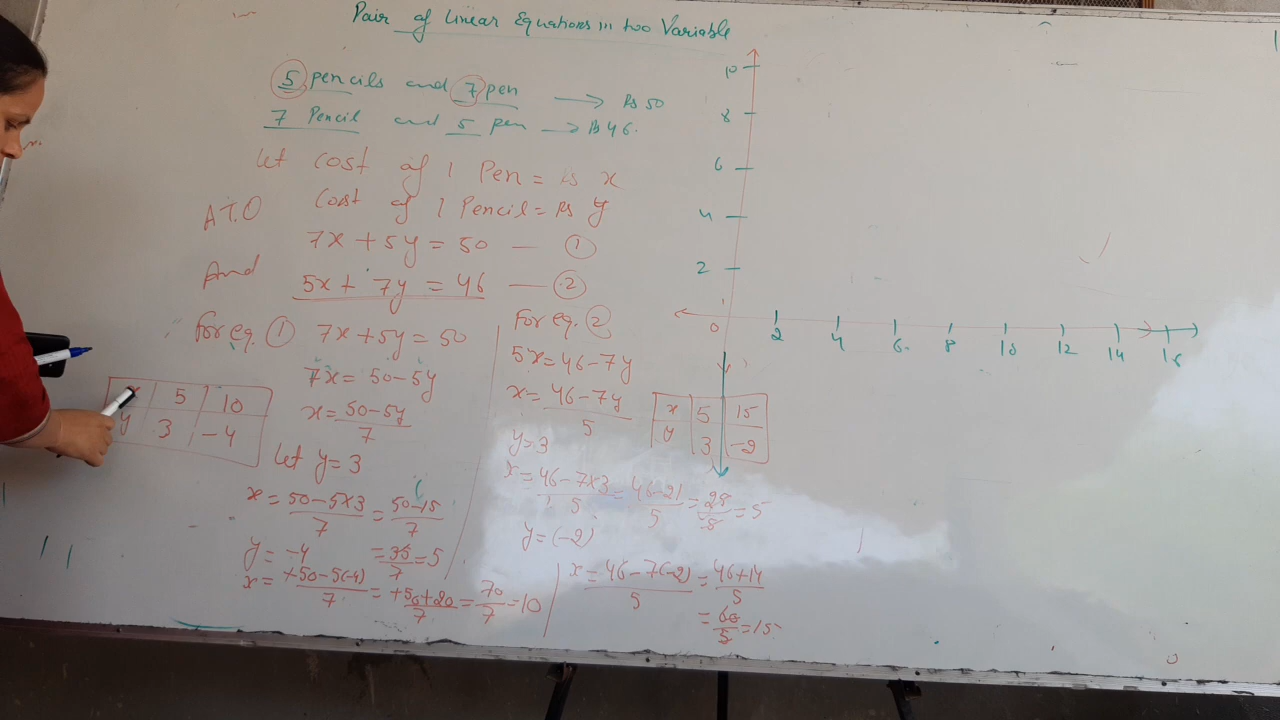 Pair of Linear Equations in two Variable
5 pencils and 7 pen → Rs 50
7 Pencil and 5 pen → Rs 46.
Let cost of 1 Pen = is x
Cost of 1 Pencil = Rs y
A.T.O
7x + 5y = 50 — ①
And
5x + 7y = 46 — ②
For eq. ① 7x + 5y = 50
7x = 50 - 5y
x = 50 - 5y / 7
Let y = 3
x = 50 - 5x3 / 7 = 50 - 15 / 7
= 35 / 7 = 5
y = -4
x = +50 - 5(-4) / 7 = +50 + 20 / 7 = 70 / 7 = 10
x 5 10
y 3 -4
For eq. ②
5x = 46 - 7y
x = 46 - 7y / 5
y = 3
x = 46 - 7x3 / 5 = 46 - 21 / 5 = 25 / 5 = 5
y = (-2)
x = 46 - 7(-2) / 5 = 46 + 14 / 5
= 60 / 5 = 15
x 5 15
y 3 -2
10
8
6
4
2
0 2 4 6. 8 10 12 14 16